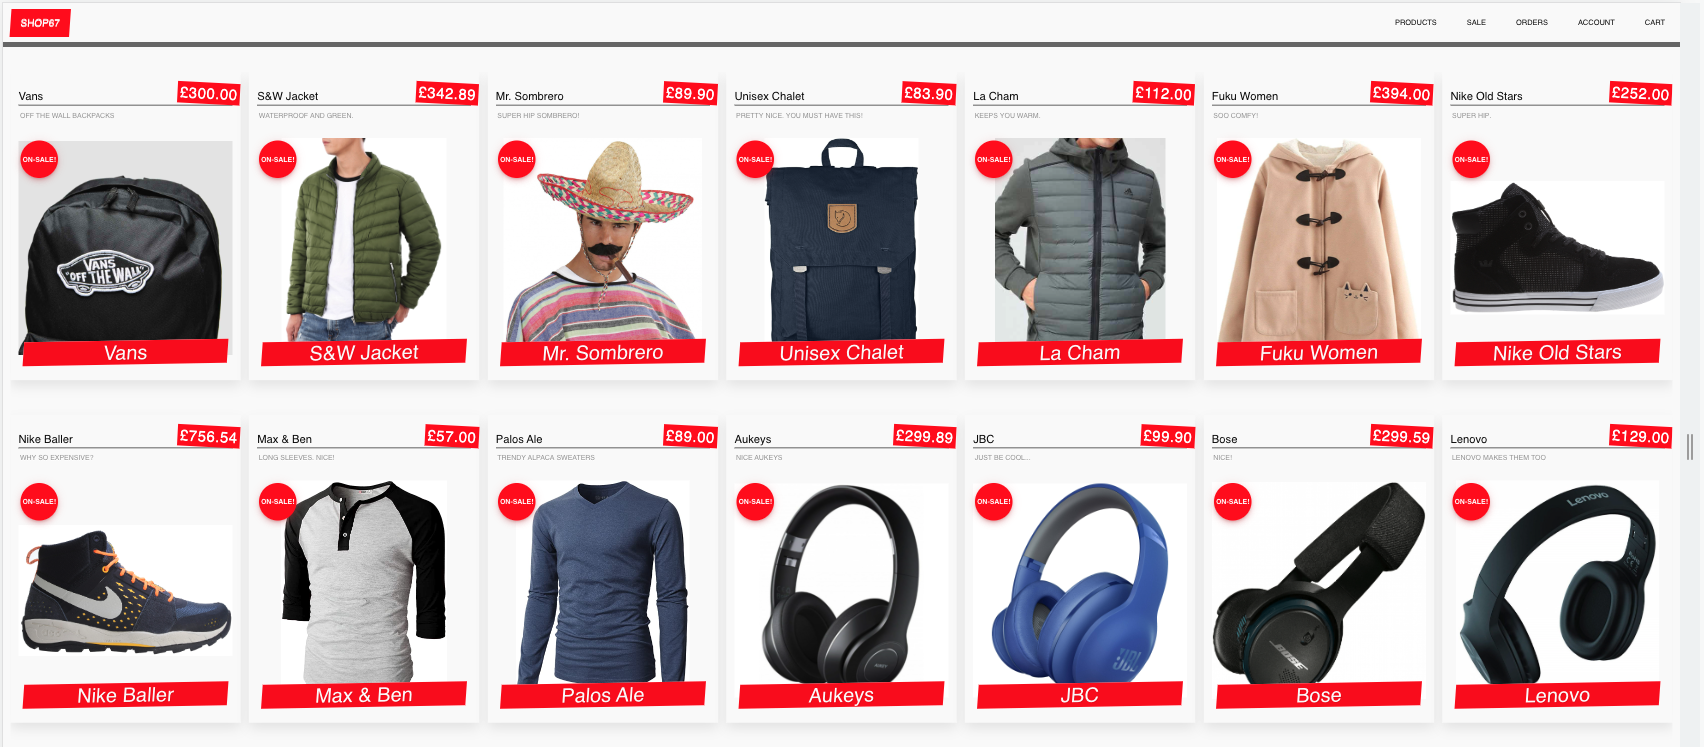 SHOP67
PRODUCTS SALE ORDERS ACCOUNT CART
Vans £300.00
OFF THE WALL BACKPACKS
ON-SALE!
VANS
"OFF THE WALL"
Vans
S&W Jacket £342.89
WATERPROOF AND GREEN.
ON-SALE!
S&W Jacket
Mr. Sombrero £89.90
SUPER HIP SOMBRERO!
ON-SALE!
Mr. Sombrero
Unisex Chalet £83.90
PRETTY NICE. YOU MUST HAVE THIS!
ON-SALE!
Unisex Chalet
La Cham £112.00
KEEPS YOU WARM.
ON-SALE!
La Cham
Fuku Women £394.00
SOO COMFY!
ON-SALE!
Fuku Women
Nike Old Stars £252.00
SUPER HIP.
ON-SALE!
Nike Old Stars
Nike Baller £756.54
WHY SO EXPENSIVE?
ON-SALE!
Nike Baller
Max & Ben £57.00
LONG SLEEVES. NICE!
ON-SALE!
Max & Ben
Palos Ale £89.00
TRENDY ALPACA SWEATERS
ON-SALE!
Palos Ale
Aukeys £299.89
NICE AUKEYS
ON-SALE!
AUKEY
Aukeys
JBC £99.90
JUST BE COOL...
ON-SALE!
JBL
JBC
Bose £299.59
NICE!
ON-SALE!
BOSE
Bose
Lenovo £129.00
LENOVO MAKES THEM TOO
ON-SALE!
Lenovo
Lenovo